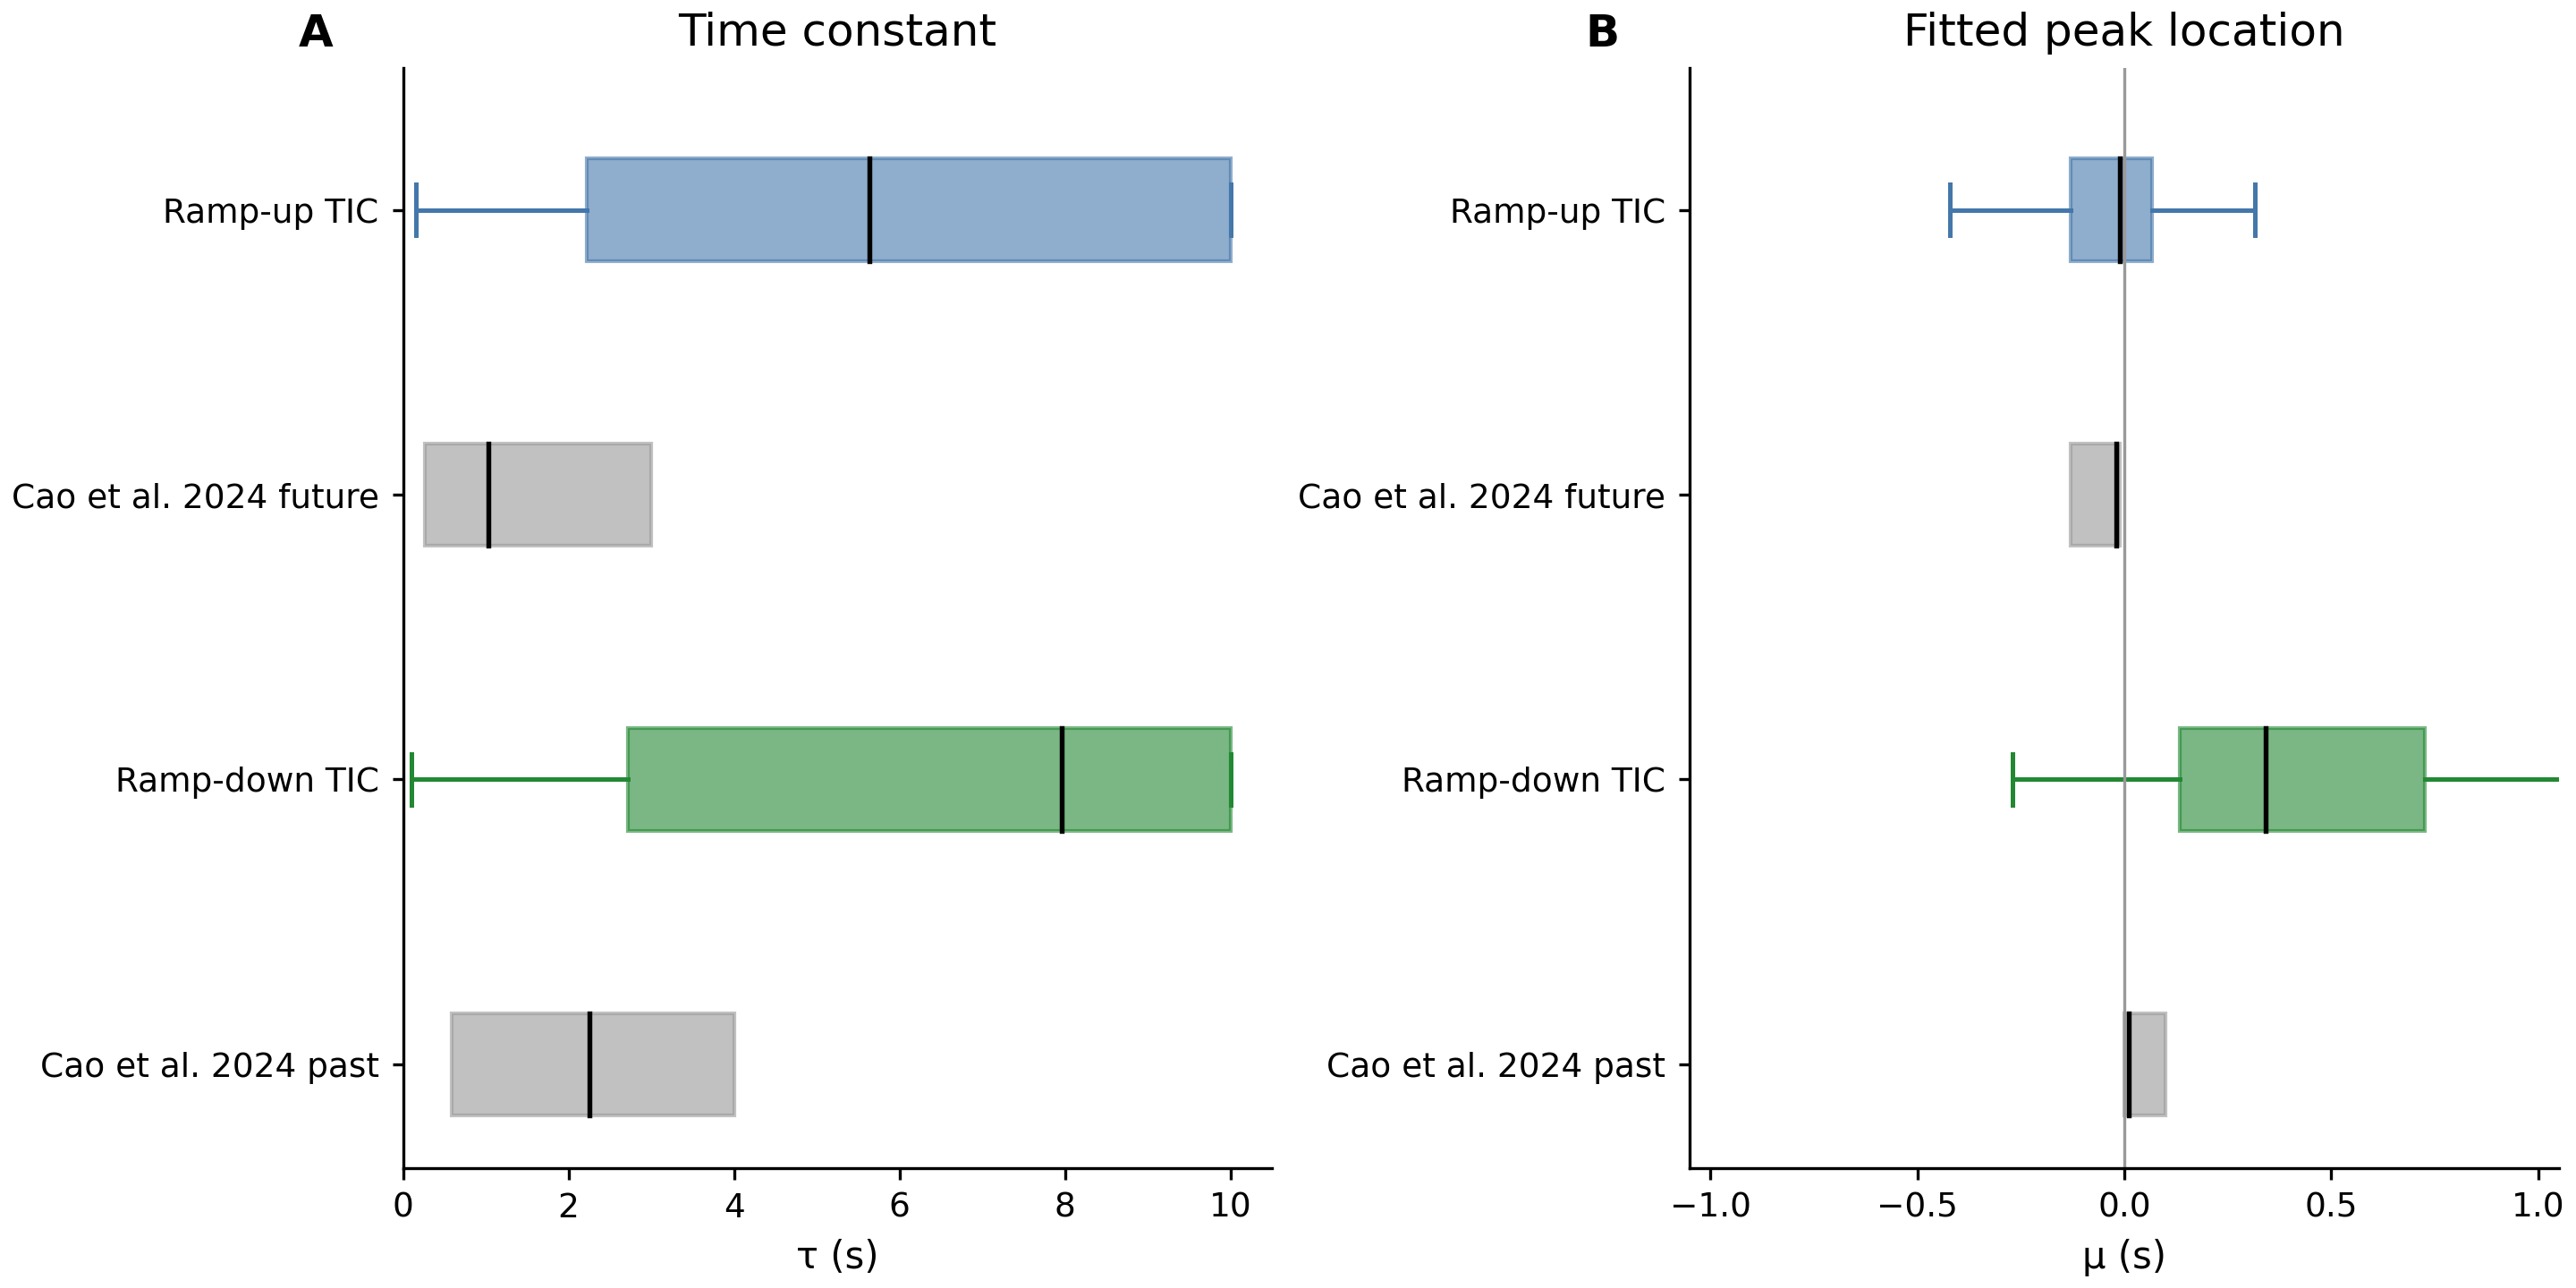 A
Time constant
Ramp-up TIC
Cao et al. 2024 future
Ramp-down TIC
Cao et al. 2024 past
0 2 4 6 8 10
τ (s)
B
Fitted peak location
Ramp-up TIC
Cao et al. 2024 future
Ramp-down TIC
Cao et al. 2024 past
−1.0 −0.5 0.0 0.5 1.0
μ (s)